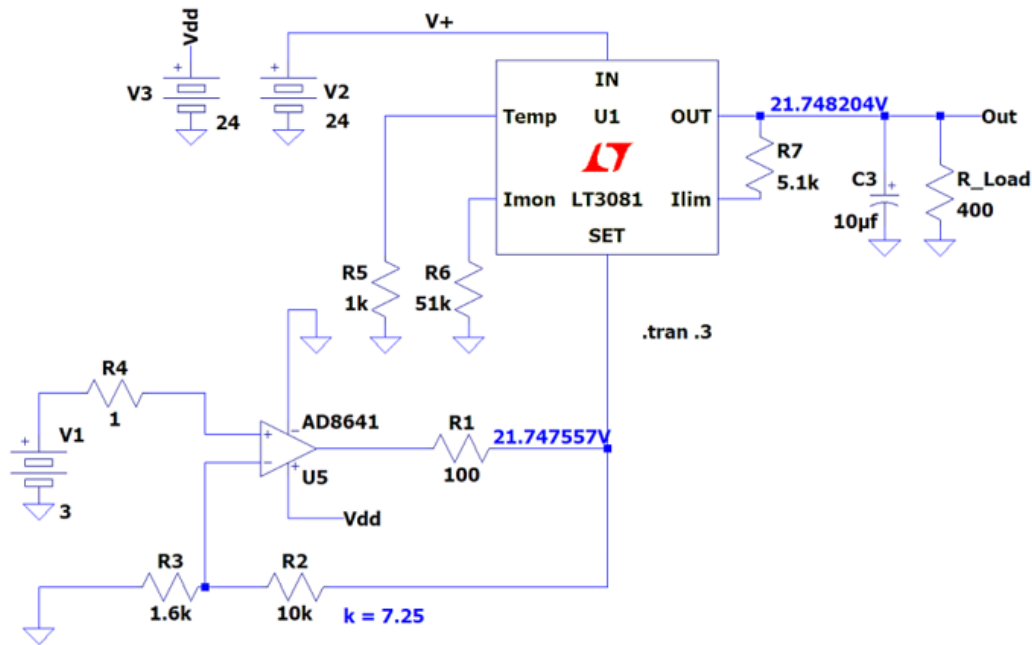 Vdd
V3
24
V2
24
V+
IN
Temp
U1
OUT
Imon
LT3081
Ilim
SET
21.748204V
Out
R7
5.1k
C3
10µf
R_Load
400
R5
1k
R6
51k
.tran .3
R4
1
V1
3
AD8641
U5
+
-
-
+
Vdd
R1
100
21.747557V
R3
1.6k
R2
10k
k = 7.25
+
+
+
+